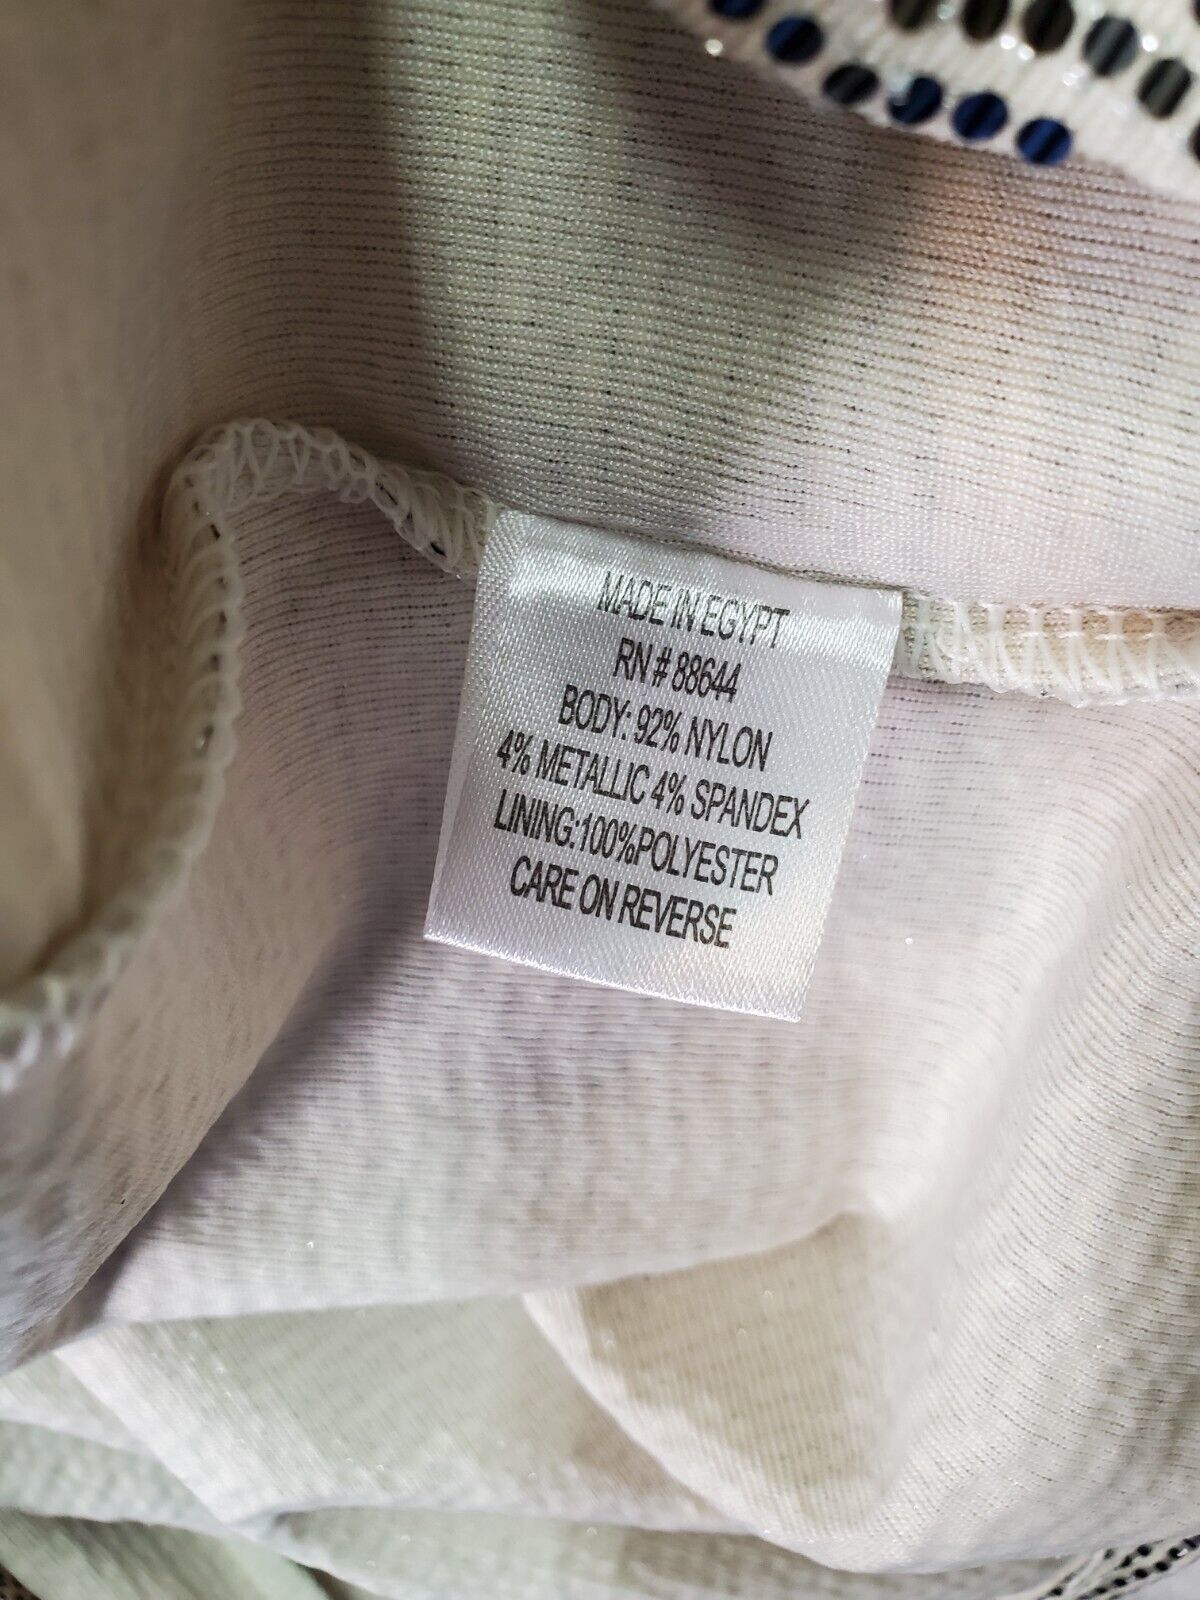 MADE IN EGYPT
RN # 88644
BODY: 92% NYLON
4% METALLIC 4% SPANDEX
LINING:100%POLYESTER
CARE ON REVERSE